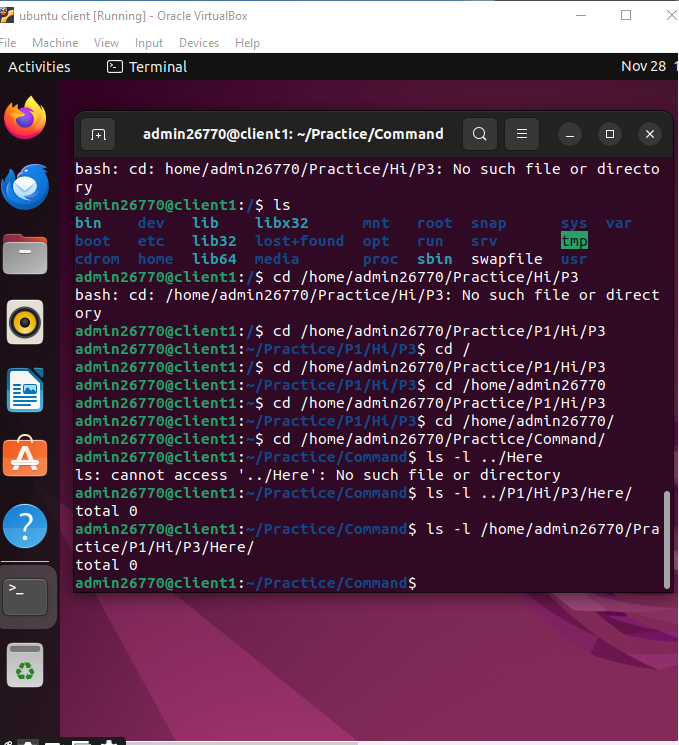 ubuntu client [Running] - Oracle VirtualBox
File Machine View Input Devices Help
Activities Terminal Nov 28
admin26770@client1: ~/Practice/Command
bash: cd: home/admin26770/Practice/Hi/P3: No such file or directo
ry
admin26770@client1:/$ ls
bin dev lib libx32 mnt root snap sys var
boot etc lib32 lost+found opt run srv tmp
cdrom home lib64 media proc sbin swapfile usr
admin26770@client1:/$ cd /home/admin26770/Practice/Hi/P3
bash: cd: /home/admin26770/Practice/Hi/P3: No such file or direct
ory
admin26770@client1:/$ cd /home/admin26770/Practice/P1/Hi/P3
admin26770@client1:~/Practice/P1/Hi/P3$ cd /
admin26770@client1:/$ cd /home/admin26770/Practice/P1/Hi/P3
admin26770@client1:~/Practice/P1/Hi/P3$ cd /home/admin26770
admin26770@client1:~$ cd /home/admin26770/Practice/P1/Hi/P3
admin26770@client1:~/Practice/P1/Hi/P3$ cd /home/admin26770/
admin26770@client1:~$ cd /home/admin26770/Practice/Command/
admin26770@client1:~/Practice/Command$ ls -l ../Here
ls: cannot access '../Here': No such file or directory
admin26770@client1:~/Practice/Command$ ls -l ../P1/Hi/P3/Here/
total 0
admin26770@client1:~/Practice/Command$ ls -l /home/admin26770/Pra
ctice/P1/Hi/P3/Here/
total 0
admin26770@client1:~/Practice/Command$